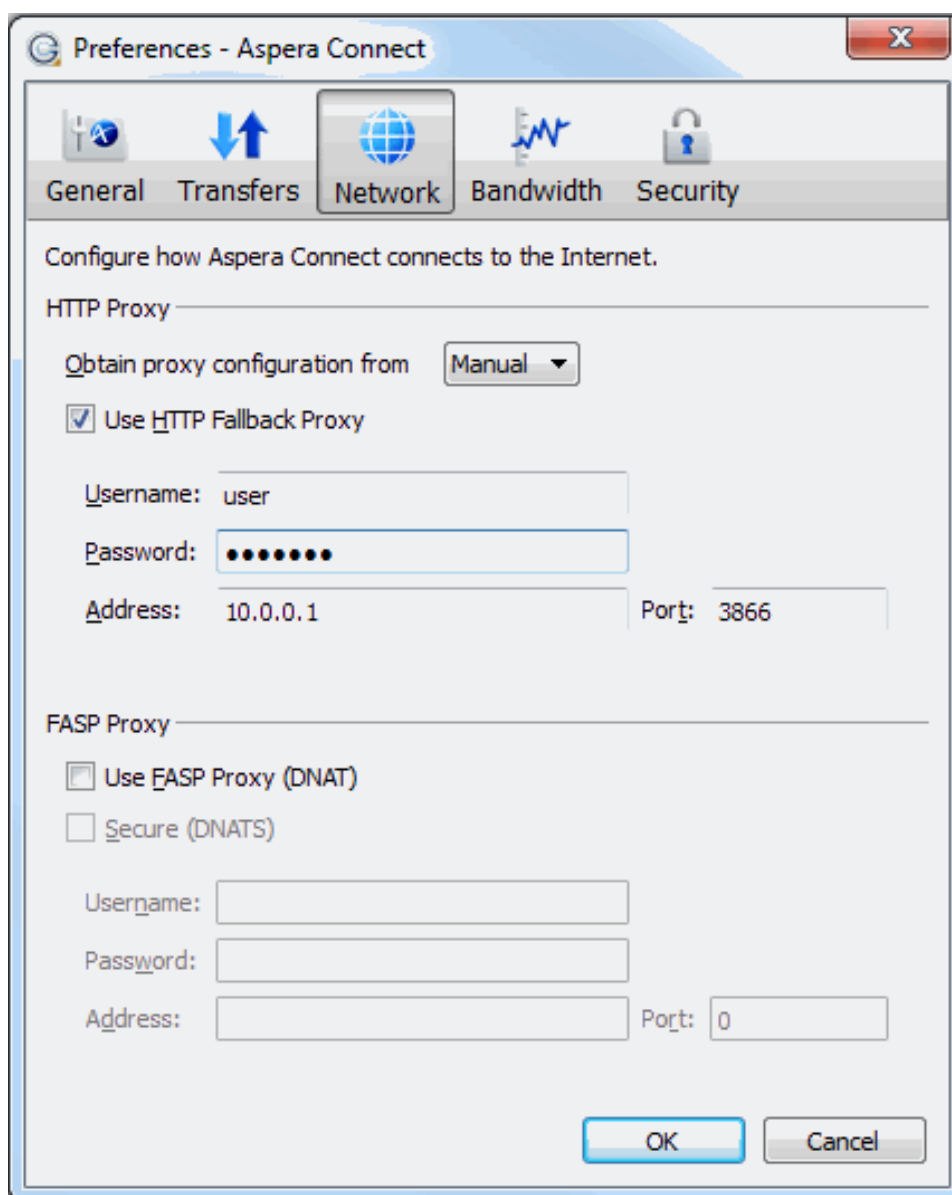 Preferences - Aspera Connect
General Transfers Network Bandwidth Security
Configure how Aspera Connect connects to the Internet.
HTTP Proxy
Obtain proxy configuration from Manual
Use HTTP Fallback Proxy
Username: user
Password: •••••••
Address: 10.0.0.1 Port: 3866
FASP Proxy
Use FASP Proxy (DNAT)
Secure (DNATS)
Username:
Password:
Address: Port: 0
OK Cancel